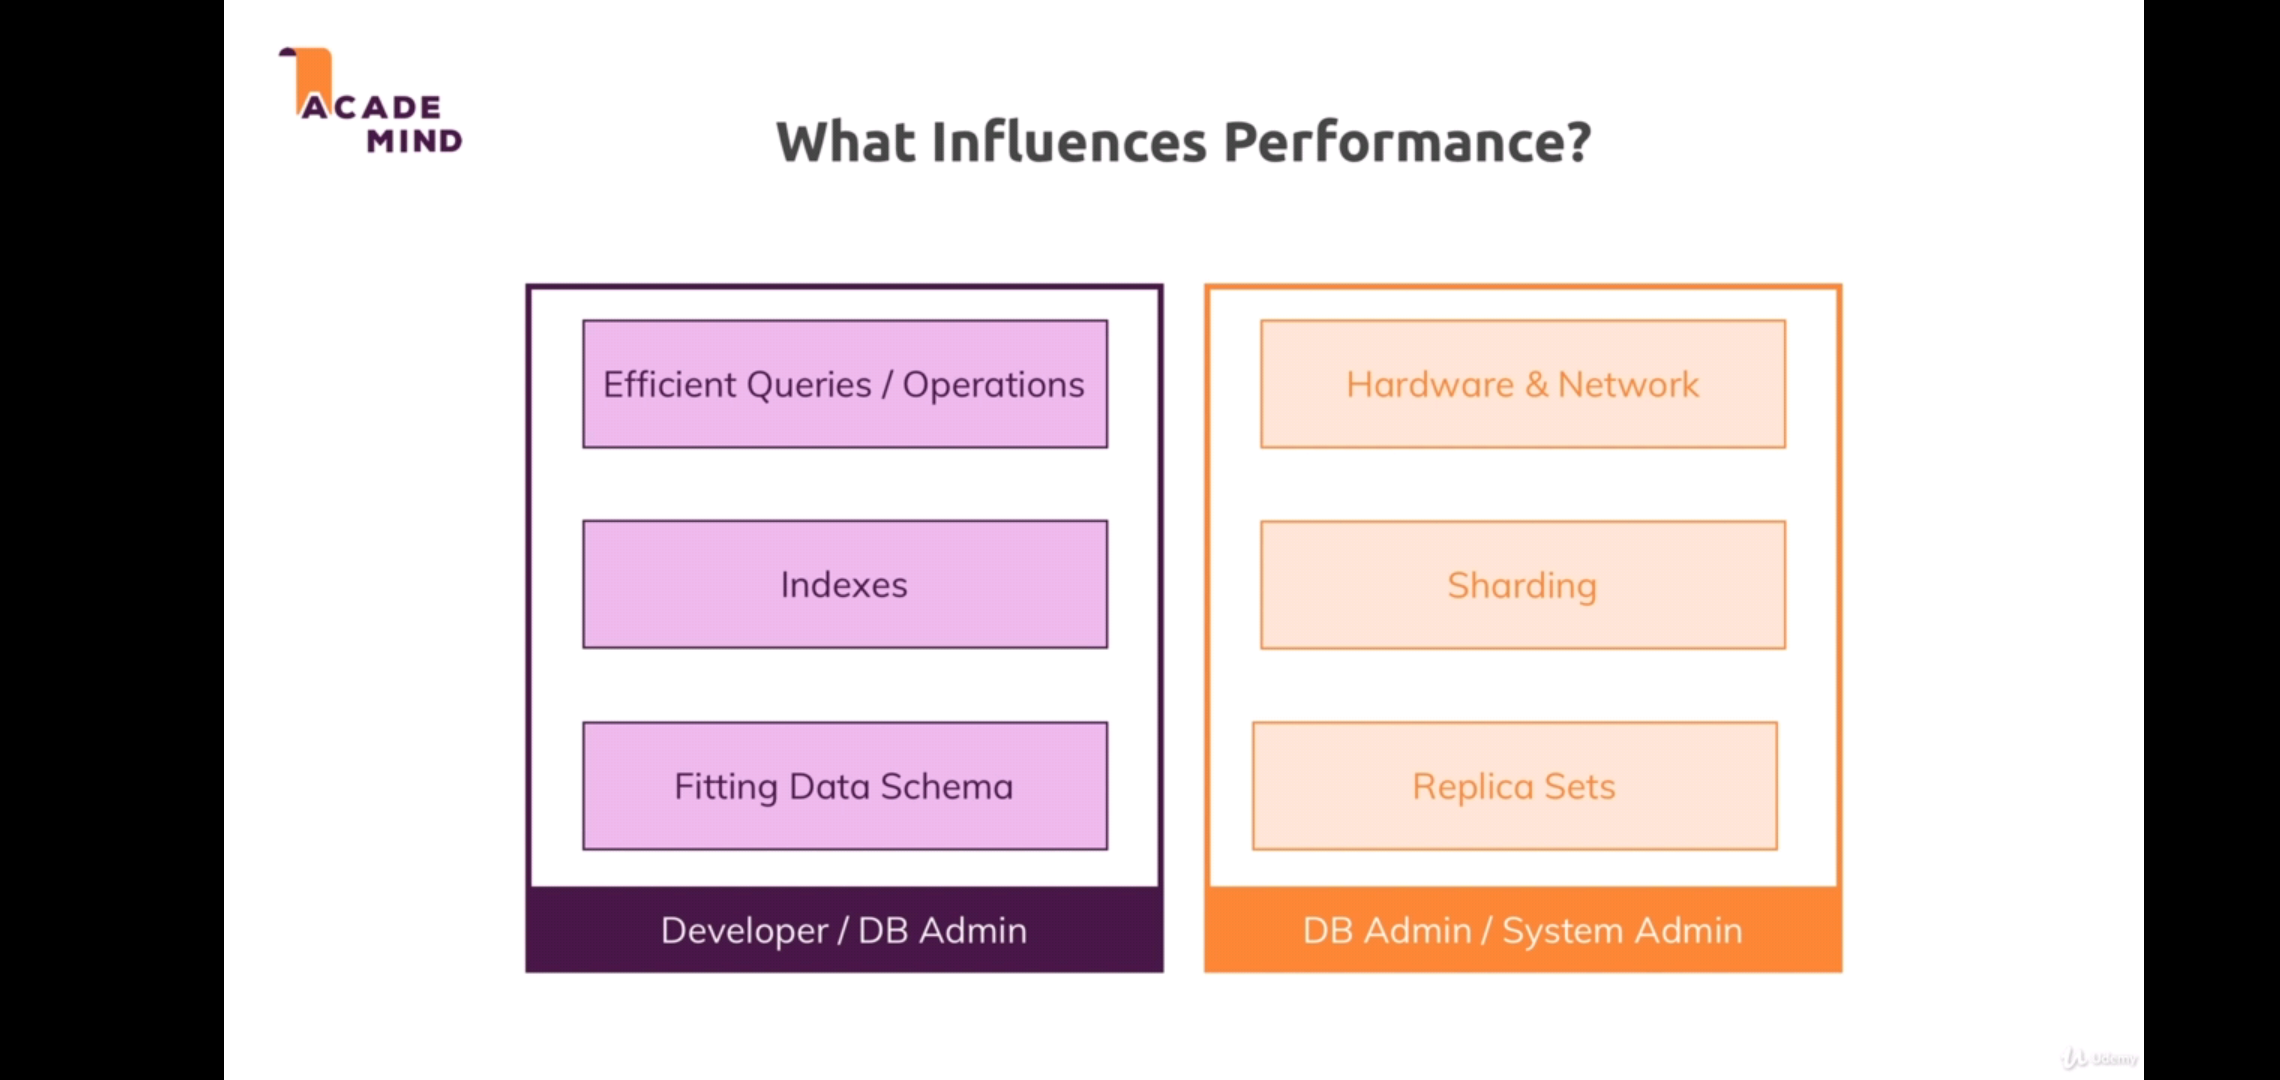 ACADE
MIND
What Influences Performance?
Efficient Queries / Operations
Indexes
Fitting Data Schema
Developer / DB Admin
Hardware & Network
Sharding
Replica Sets
DB Admin / System Admin
Udemy